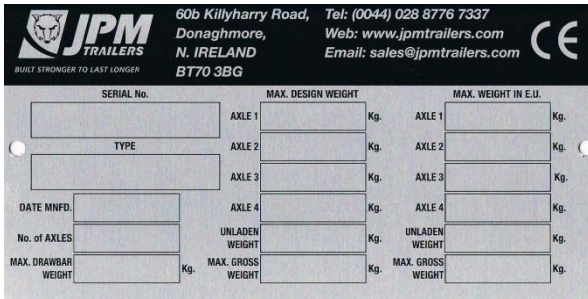 JPM
TRAILERS
BUILT STRONGER TO LAST LONGER
60b Killyharry Road,
Donaghmore,
N. IRELAND
BT70 3BG
Tel: (0044) 028 8776 7337
Web: www.jpmtrailers.com
Email: sales@jpmtrailers.com
CE
SERIAL No.
TYPE
DATE MNFD.
No. of AXLES
MAX. DRAWBAR
WEIGHT Kg.
MAX. DESIGN WEIGHT
AXLE 1 Kg.
AXLE 2 Kg.
AXLE 3 Kg.
AXLE 4 Kg.
UNLADEN
WEIGHT Kg.
MAX. GROSS
WEIGHT Kg.
MAX. WEIGHT IN E.U.
AXLE 1 Kg.
AXLE 2 Kg.
AXLE 3 Kg.
AXLE 4 Kg.
UNLADEN
WEIGHT Kg.
MAX. GROSS
WEIGHT Kg.